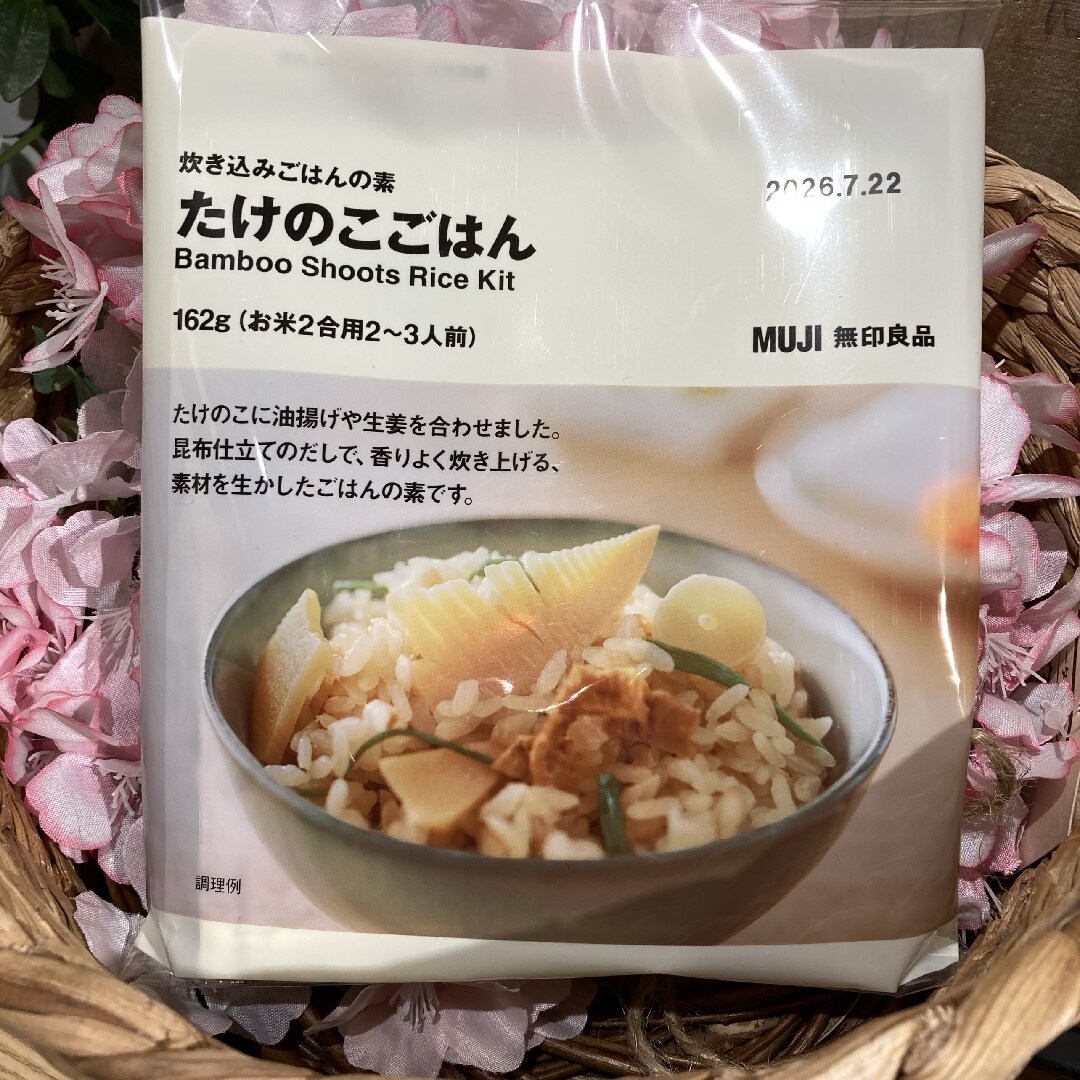 炊き込みごはんの素
たけのこごはん
Bamboo Shoots Rice Kit
162g(お米2合用2〜3人前)
2026.7.22
MUJI 無印良品
たけのこに油揚げや生姜を合わせました。
昆布仕立てのだしで、香りよく炊き上げる、
素材を生かしたごはんの素です。
調理例